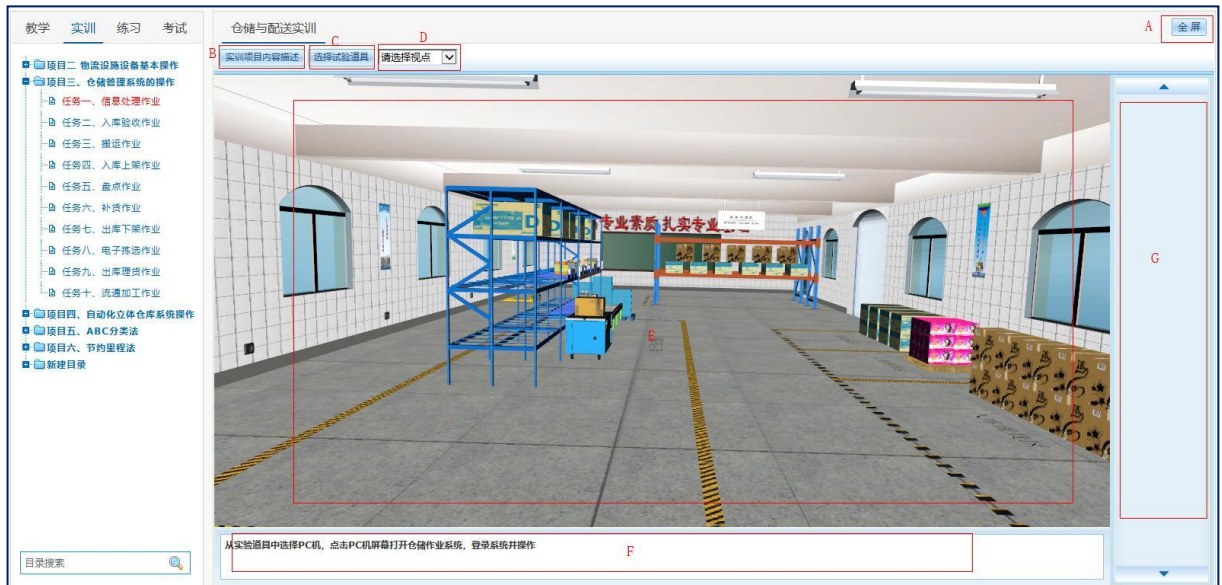 教学 实训 练习 考试
仓储与配送实训
A
全屏
B
实训项目内容描述
C
选择试验道具
D
请选择视点
项目二 物流设施设备基本操作
项目三、仓储管理系统的操作
任务一、信息处理作业
任务二、入库验收作业
任务三、搬运作业
任务四、入库上架作业
任务五、盘点作业
任务六、补货作业
任务七、出库下架作业
任务八、电子拣选作业
任务九、出库理货作业
任务十、流通加工作业
项目四、自动化立体仓库系统操作
项目五、ABC分类法
项目六、节约里程法
新建目录
专业素质 扎实专业
D
E
G
从实验道具中选择PC机，点击PC机屏幕打开仓储作业系统，登录系统并操作
F
目录搜索